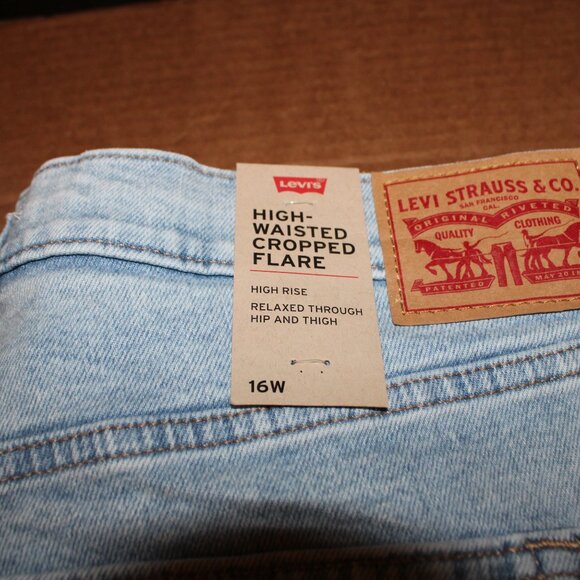 Levi's
HIGH-
WAISTED
CROPPED
FLARE
HIGH RISE
RELAXED THROUGH
HIP AND THIGH
16W
LEVI STRAUSS & CO.
SAN FRANCISCO
CAL.
ORIGINAL RIVETED
QUALITY CLOTHING
PATENTED MAY 20 18